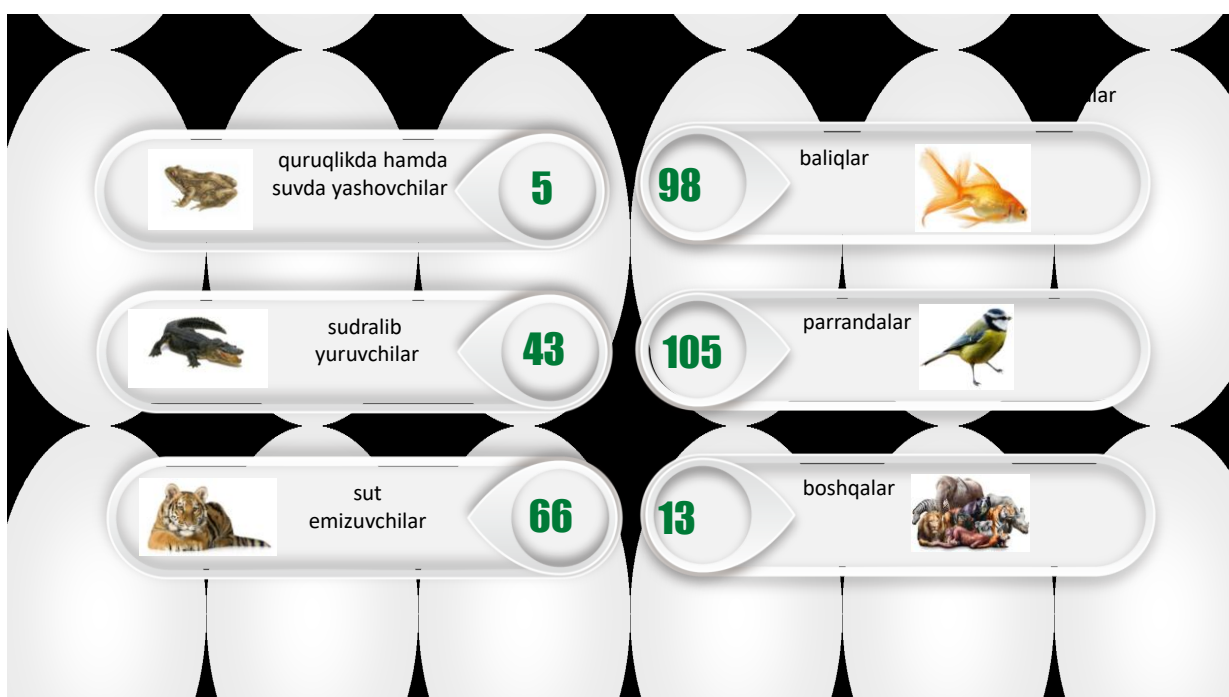 quruqlikda hamda
suvda yashovchilar
5
98
baliqlar
sudralib
yuruvchilar
43
105
parrandalar
sut
emizuvchilar
66
13
boshqalar